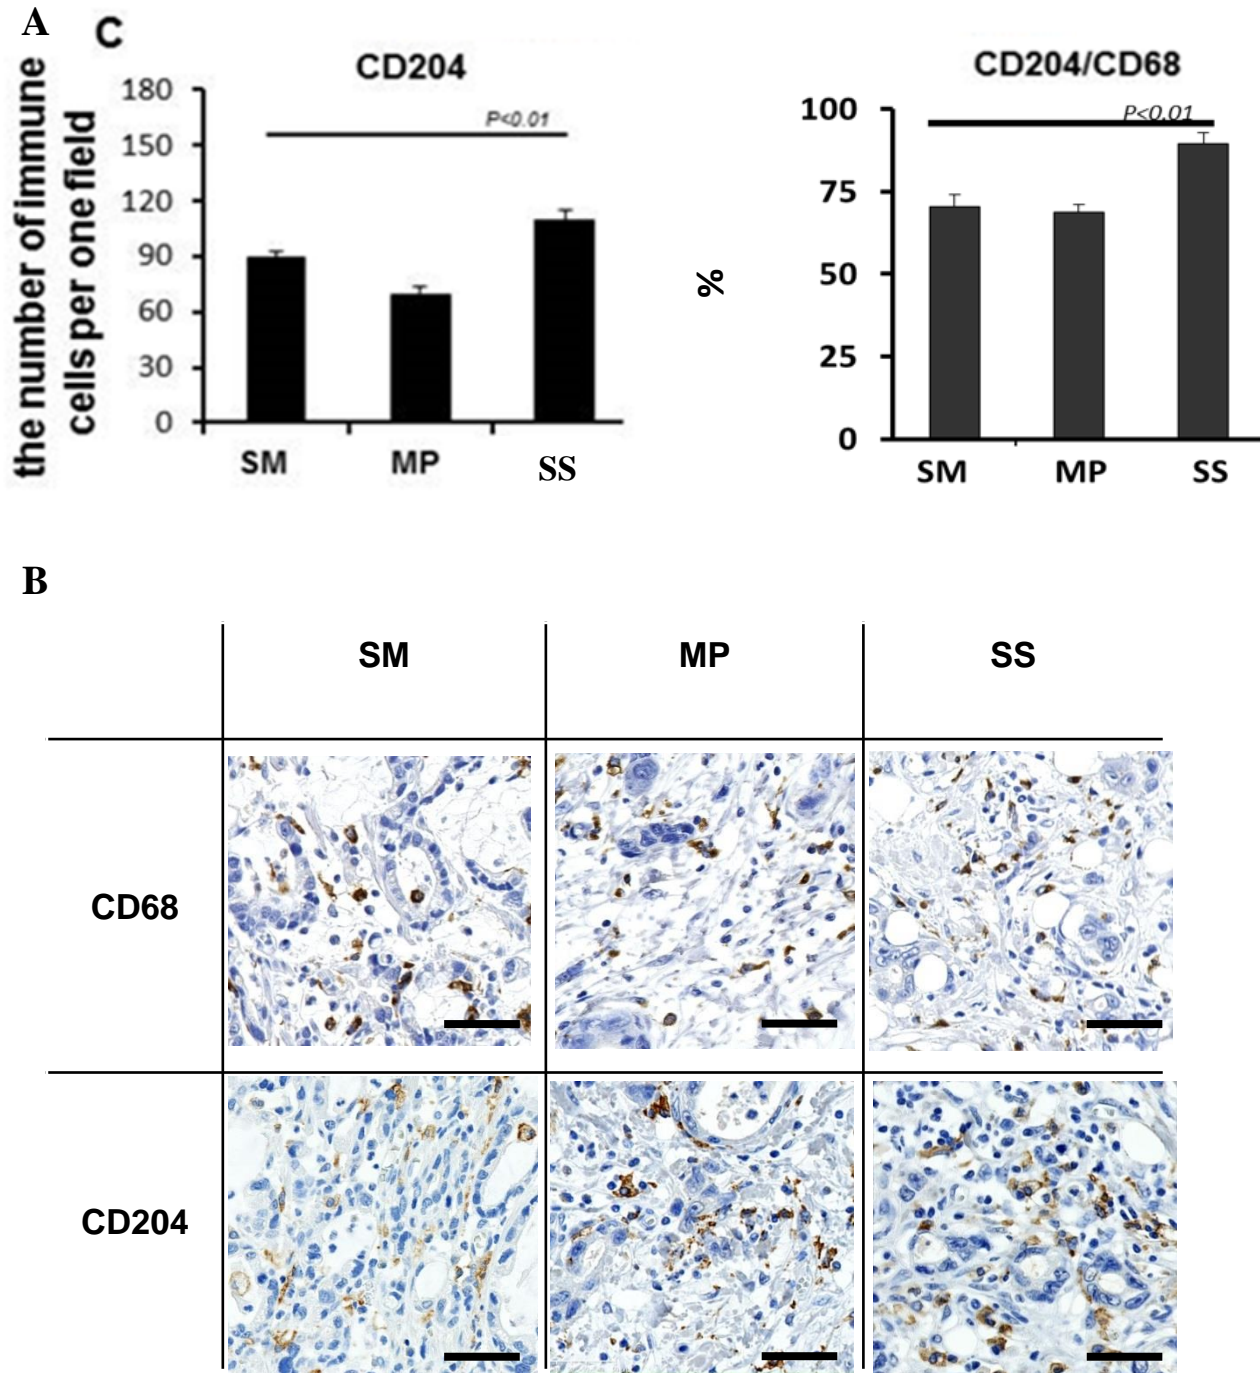 A
C
the number of immune
cells per one field
CD204
180
150
120
90
60
30
0
P<0.01
SM MP SS
CD204/CD68
%
100
75
50
25
0
P<0.01
SM MP SS
B
SM MP SS
CD68
CD204